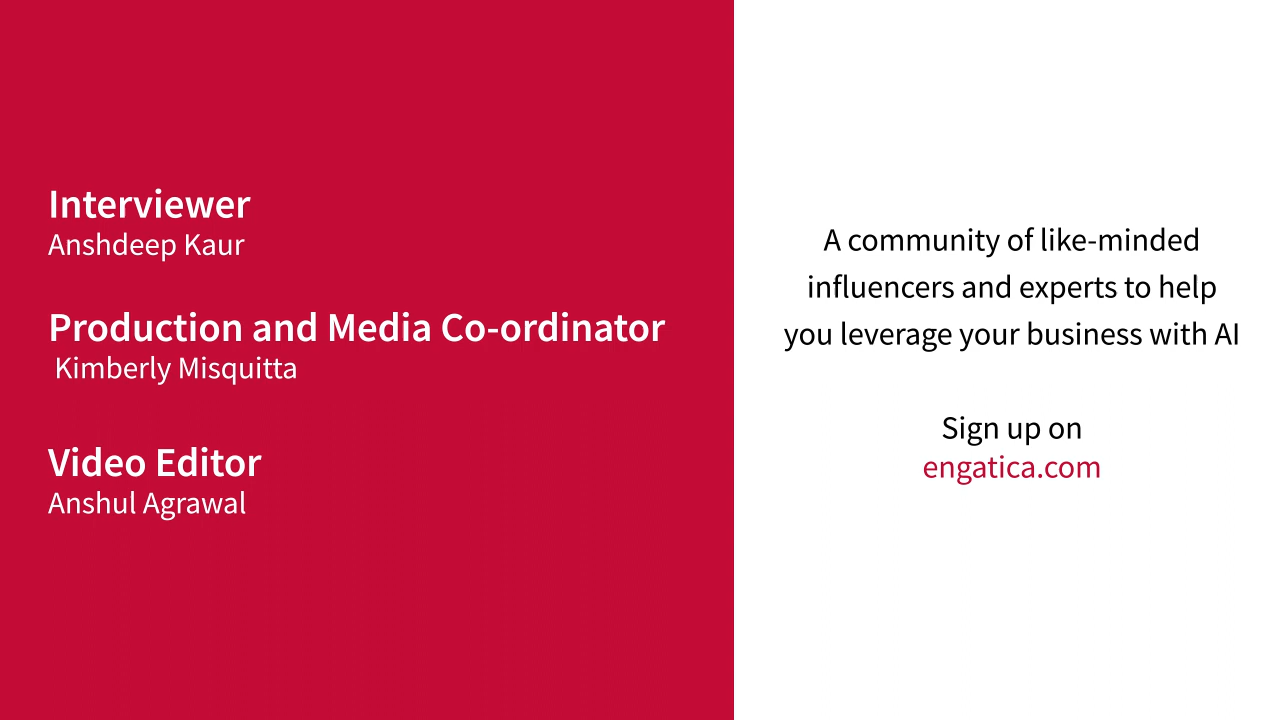 Interviewer
Anshdeep Kaur
Production and Media Co-ordinator
Kimberly Misquitta
Video Editor
Anshul Agrawal
A community of like-minded
influencers and experts to help
you leverage your business with AI
Sign up on
engatica.com